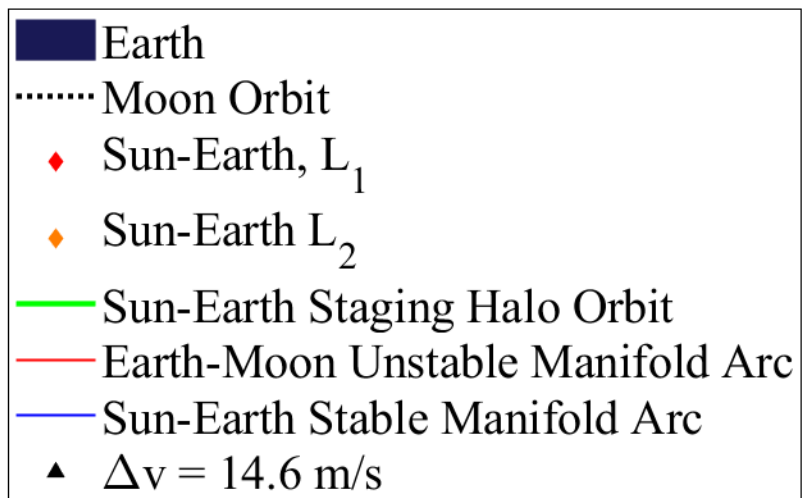 Earth
Moon Orbit
Sun-Earth, L₁
Sun-Earth L₂
Sun-Earth Staging Halo Orbit
Earth-Moon Unstable Manifold Arc
Sun-Earth Stable Manifold Arc
Δv = 14.6 m/s